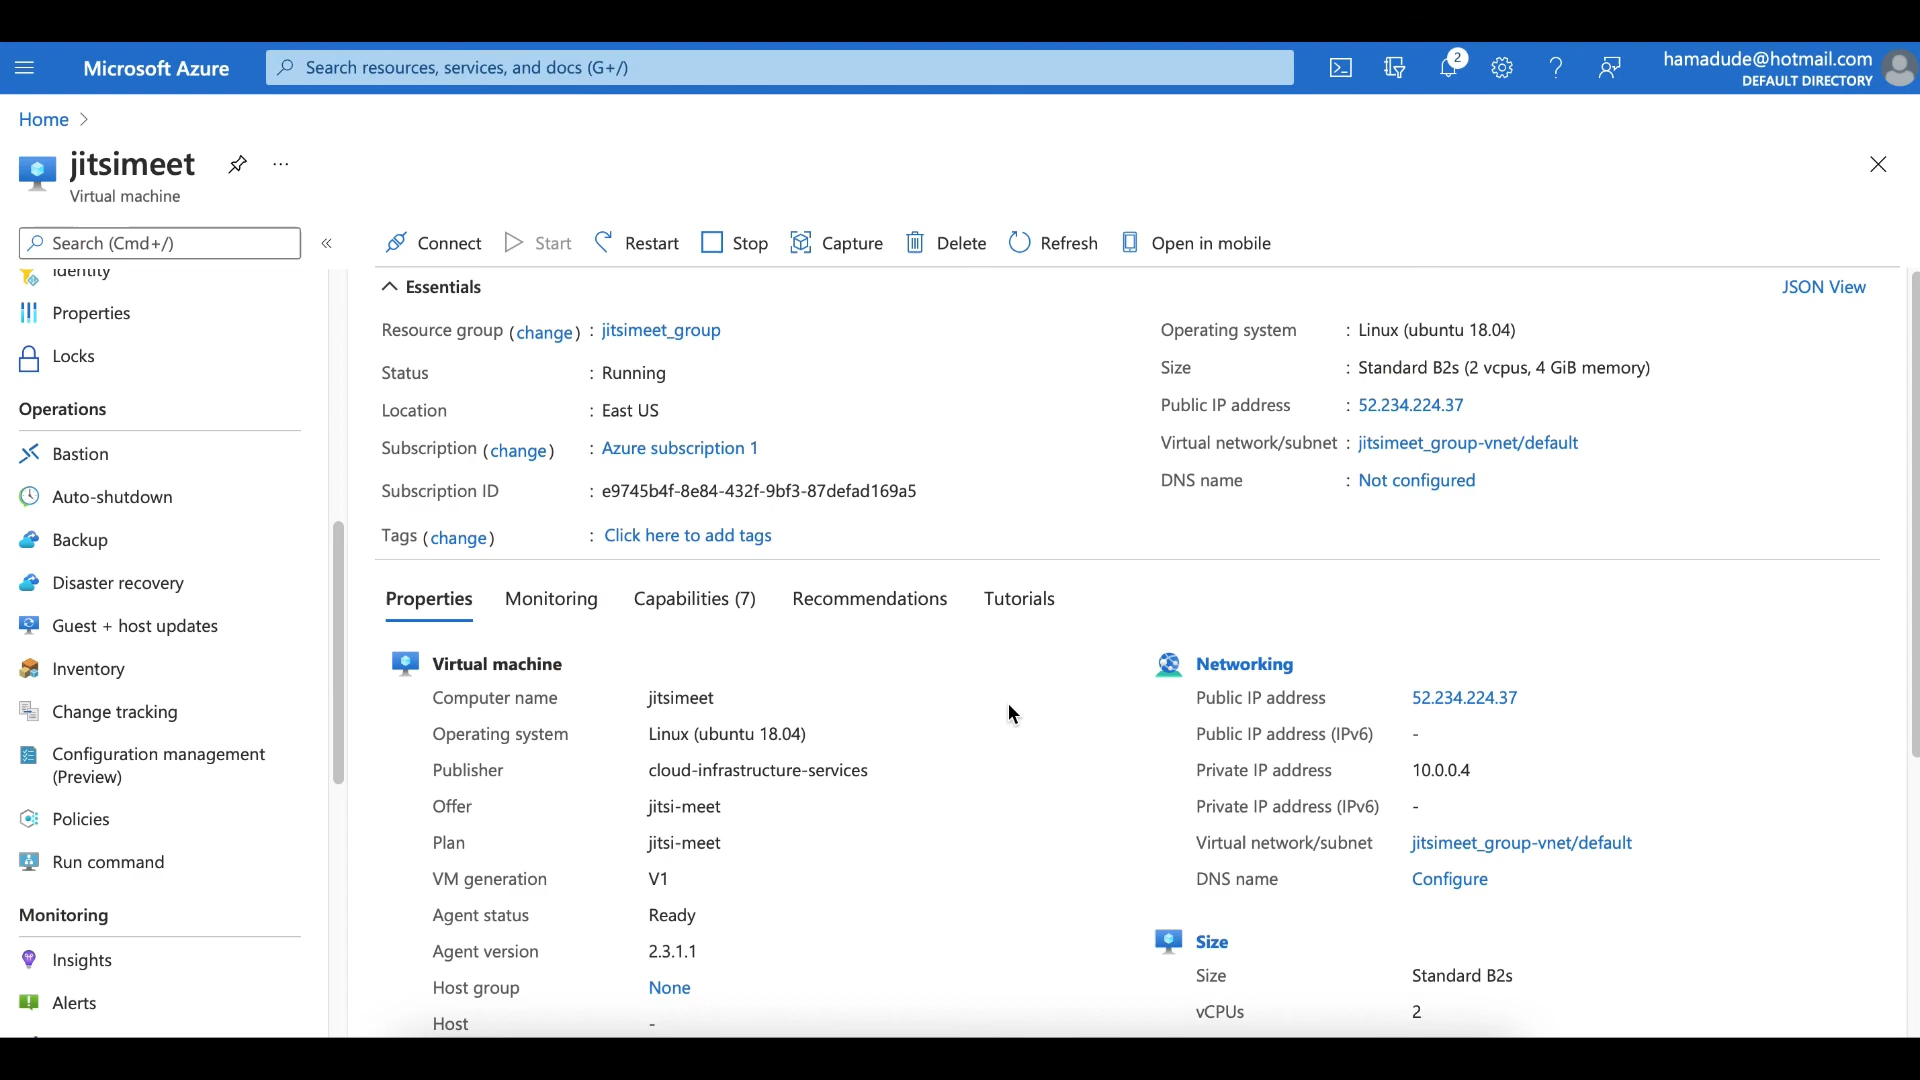 Microsoft Azure
Search resources, services, and docs (G+/)
2
hamadude@hotmail.com
DEFAULT DIRECTORY
Home
jitsimeet
Virtual machine
Search (Cmd+/)
«
Connect
Start
Restart
Stop
Capture
Delete
Refresh
Open in mobile
Identity
Properties
Locks
Operations
Bastion
Auto-shutdown
Backup
Disaster recovery
Guest + host updates
Inventory
Change tracking
Configuration management
(Preview)
Policies
Run command
Monitoring
Insights
Alerts
Essentials
JSON View
Resource group (change) : jitsimeet_group
Status : Running
Location : East US
Subscription (change) : Azure subscription 1
Subscription ID : e9745b4f-8e84-432f-9bf3-87defad169a5
Tags (change) : Click here to add tags
Operating system : Linux (ubuntu 18.04)
Size : Standard B2s (2 vcpus, 4 GiB memory)
Public IP address : 52.234.224.37
Virtual network/subnet : jitsimeet_group-vnet/default
DNS name : Not configured
Properties
Monitoring
Capabilities (7)
Recommendations
Tutorials
Virtual machine
Computer name jitsimeet
Operating system Linux (ubuntu 18.04)
Publisher cloud-infrastructure-services
Offer jitsi-meet
Plan jitsi-meet
VM generation V1
Agent status Ready
Agent version 2.3.1.1
Host group None
Host -
Networking
Public IP address 52.234.224.37
Public IP address (IPv6) -
Private IP address 10.0.0.4
Private IP address (IPv6) -
Virtual network/subnet jitsimeet_group-vnet/default
DNS name Configure
Size
Size Standard B2s
vCPUs 2